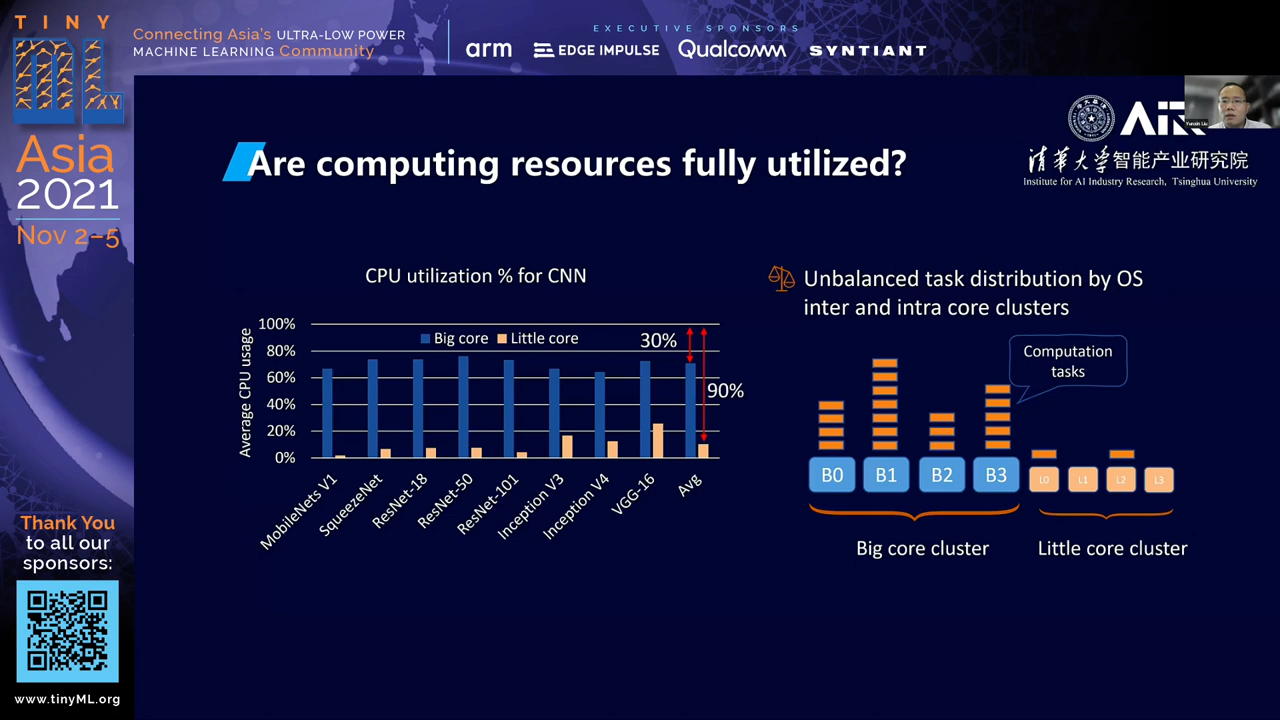 TINY
ML
Asia
2021
Nov 2–5
Connecting Asia's ULTRA-LOW POWER
MACHINE LEARNING Community
EXECUTIVE SPONSORS
arm
EDGE IMPULSE
Qualcomm
SYNTIANT
Are computing resources fully utilized?
清華大学智能产业研究院
Institute for AI Industry Research, Tsinghua University
Yunxin Liu
CPU utilization % for CNN
Average CPU usage
100%
80%
60%
40%
20%
0%
Big core
Little core
30%
90%
MobileNets V1
SqueezeNet
ResNet-18
ResNet-50
ResNet-101
Inception V3
Inception V4
VGG-16
Avg
Unbalanced task distribution by OS
inter and intra core clusters
Computation
tasks
B0
B1
B2
B3
L0
L1
L2
L3
Big core cluster
Little core cluster
Thank You
to all our
sponsors:
www.tinyML.org